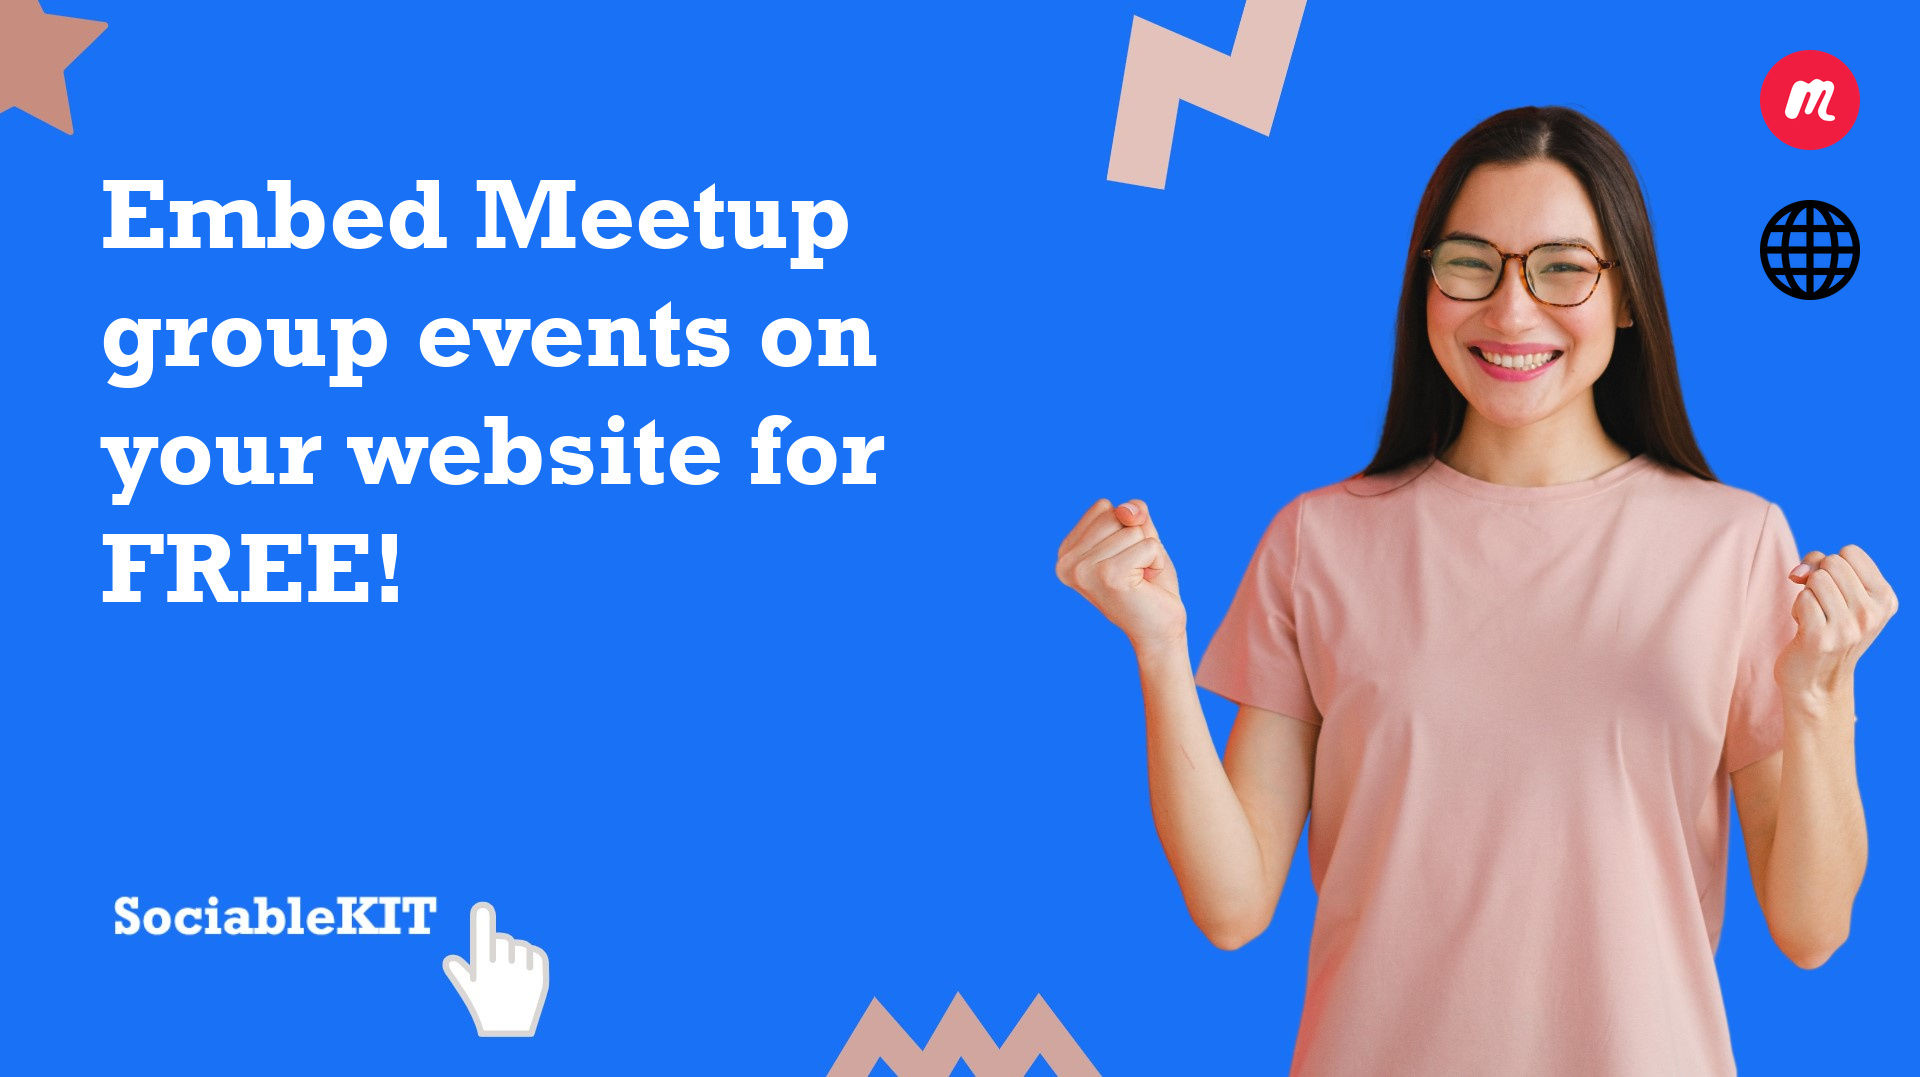 Embed Meetup
group events on
your website for
FREE!
m
SociableKIT